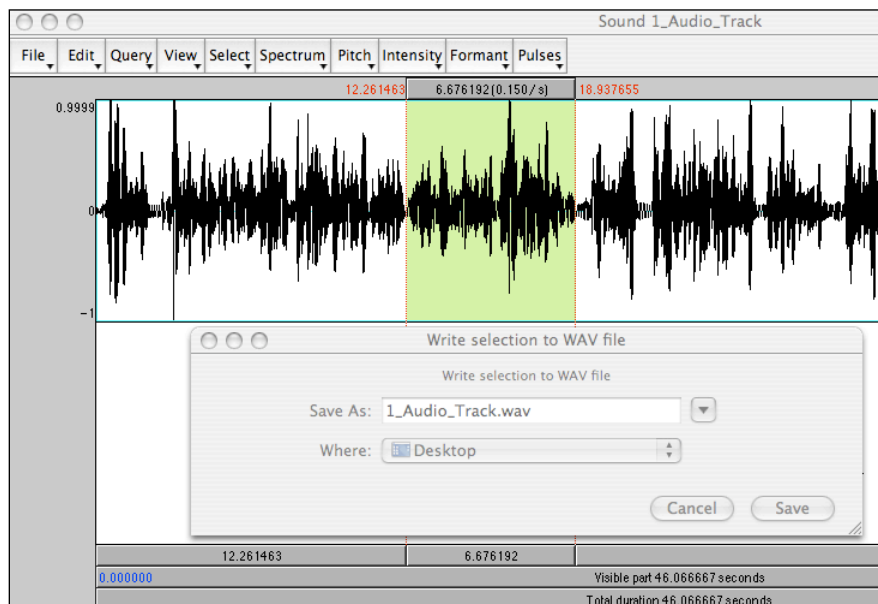 Sound 1_Audio_Track
File Edit Query View Select Spectrum Pitch Intensity Formant Pulses
12.261463 6.676192(0.150/s) 18.937655
0.9999
0
-1
Write selection to WAV file
Write selection to WAV file
Save As: 1_Audio_Track.wav
Where: Desktop
Cancel Save
12.261463 6.676192
0.000000 Visible part 46.066667 seconds
Total duration 46.066667 seconds